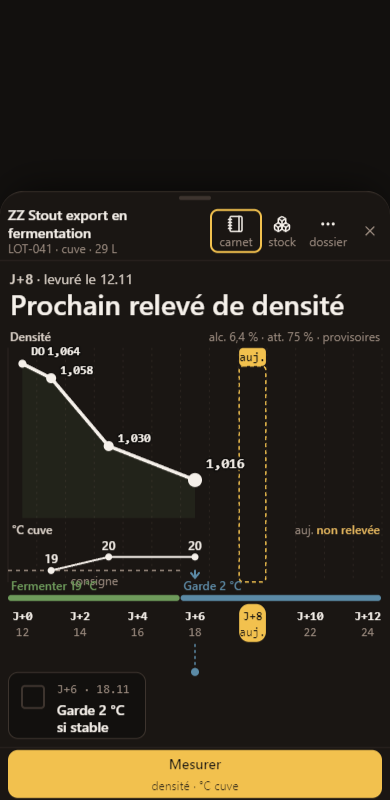 ZZ Stout export en
fermentation
LOT-041 · cuve · 29 L
carnet
stock
dossier
J+8 · levuré le 12.11
Prochain relevé de densité
Densité
alc. 6,4 % · att. 75 % · provisoires
DO 1,064
auj.
1,058
1,030
1,016
°C cuve
auj. non relevée
19
20
20
consigne
Fermenter 19 °C
Garde 2 °C
J+0
J+2
J+4
J+6
J+8
J+10
J+12
12
14
16
18
auj.
22
24
J+6 · 18.11
Garde 2 °C
si stable
Mesurer
densité · °C cuve